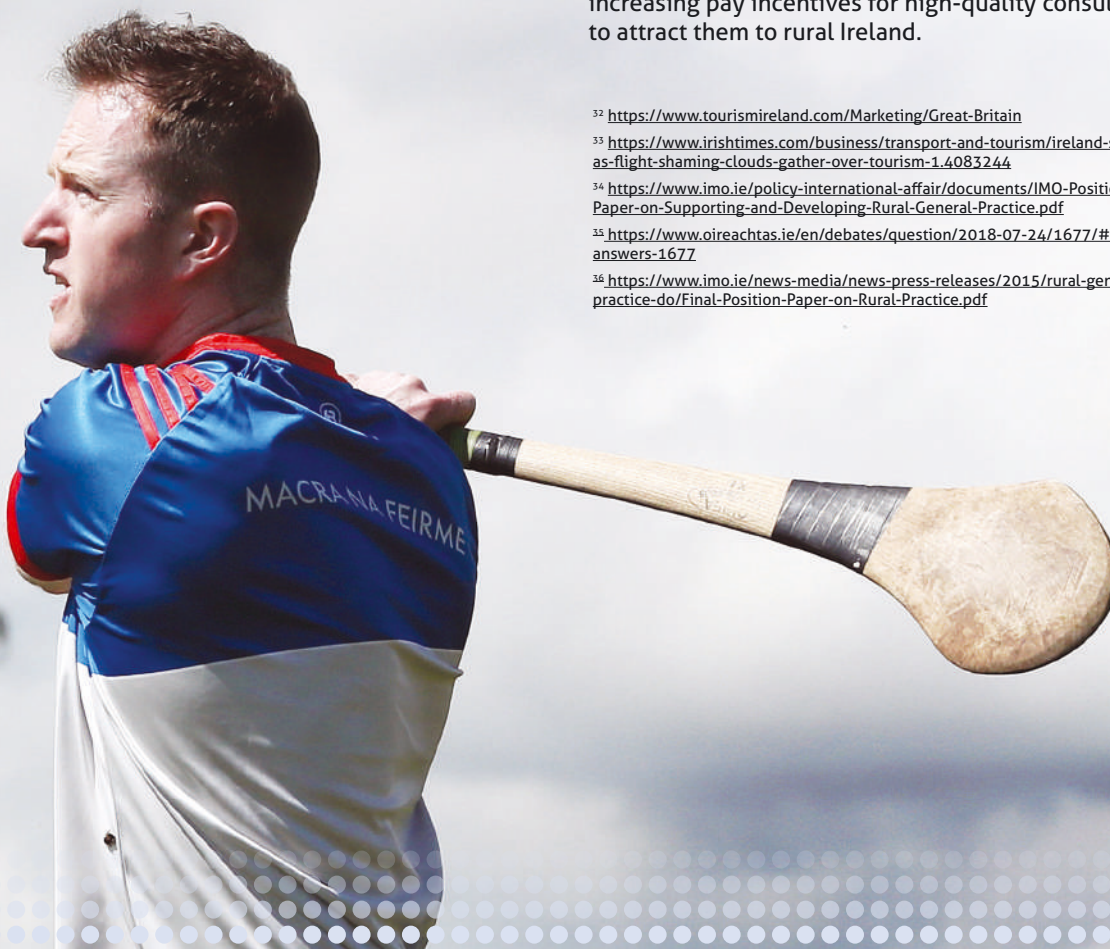 increasing pay incentives for high-quality consul
to attract them to rural Ireland.
32 https://www.tourismireland.com/Marketing/Great-Britain
33 https://www.irishtimes.com/business/transport-and-tourism/ireland-s
as-flight-shaming-clouds-gather-over-tourism-1.4083244
34 https://www.imo.ie/policy-international-affair/documents/IMO-Positi
Paper-on-Supporting-and-Developing-Rural-General-Practice.pdf
35 https://www.oireachtas.ie/en/debates/question/2018-07-24/1677/#
answers-1677
36 https://www.imo.ie/news-media/news-press-releases/2015/rural-gen
practice-do/Final-Position-Paper-on-Rural-Practice.pdf
MACRA NA FEIRME